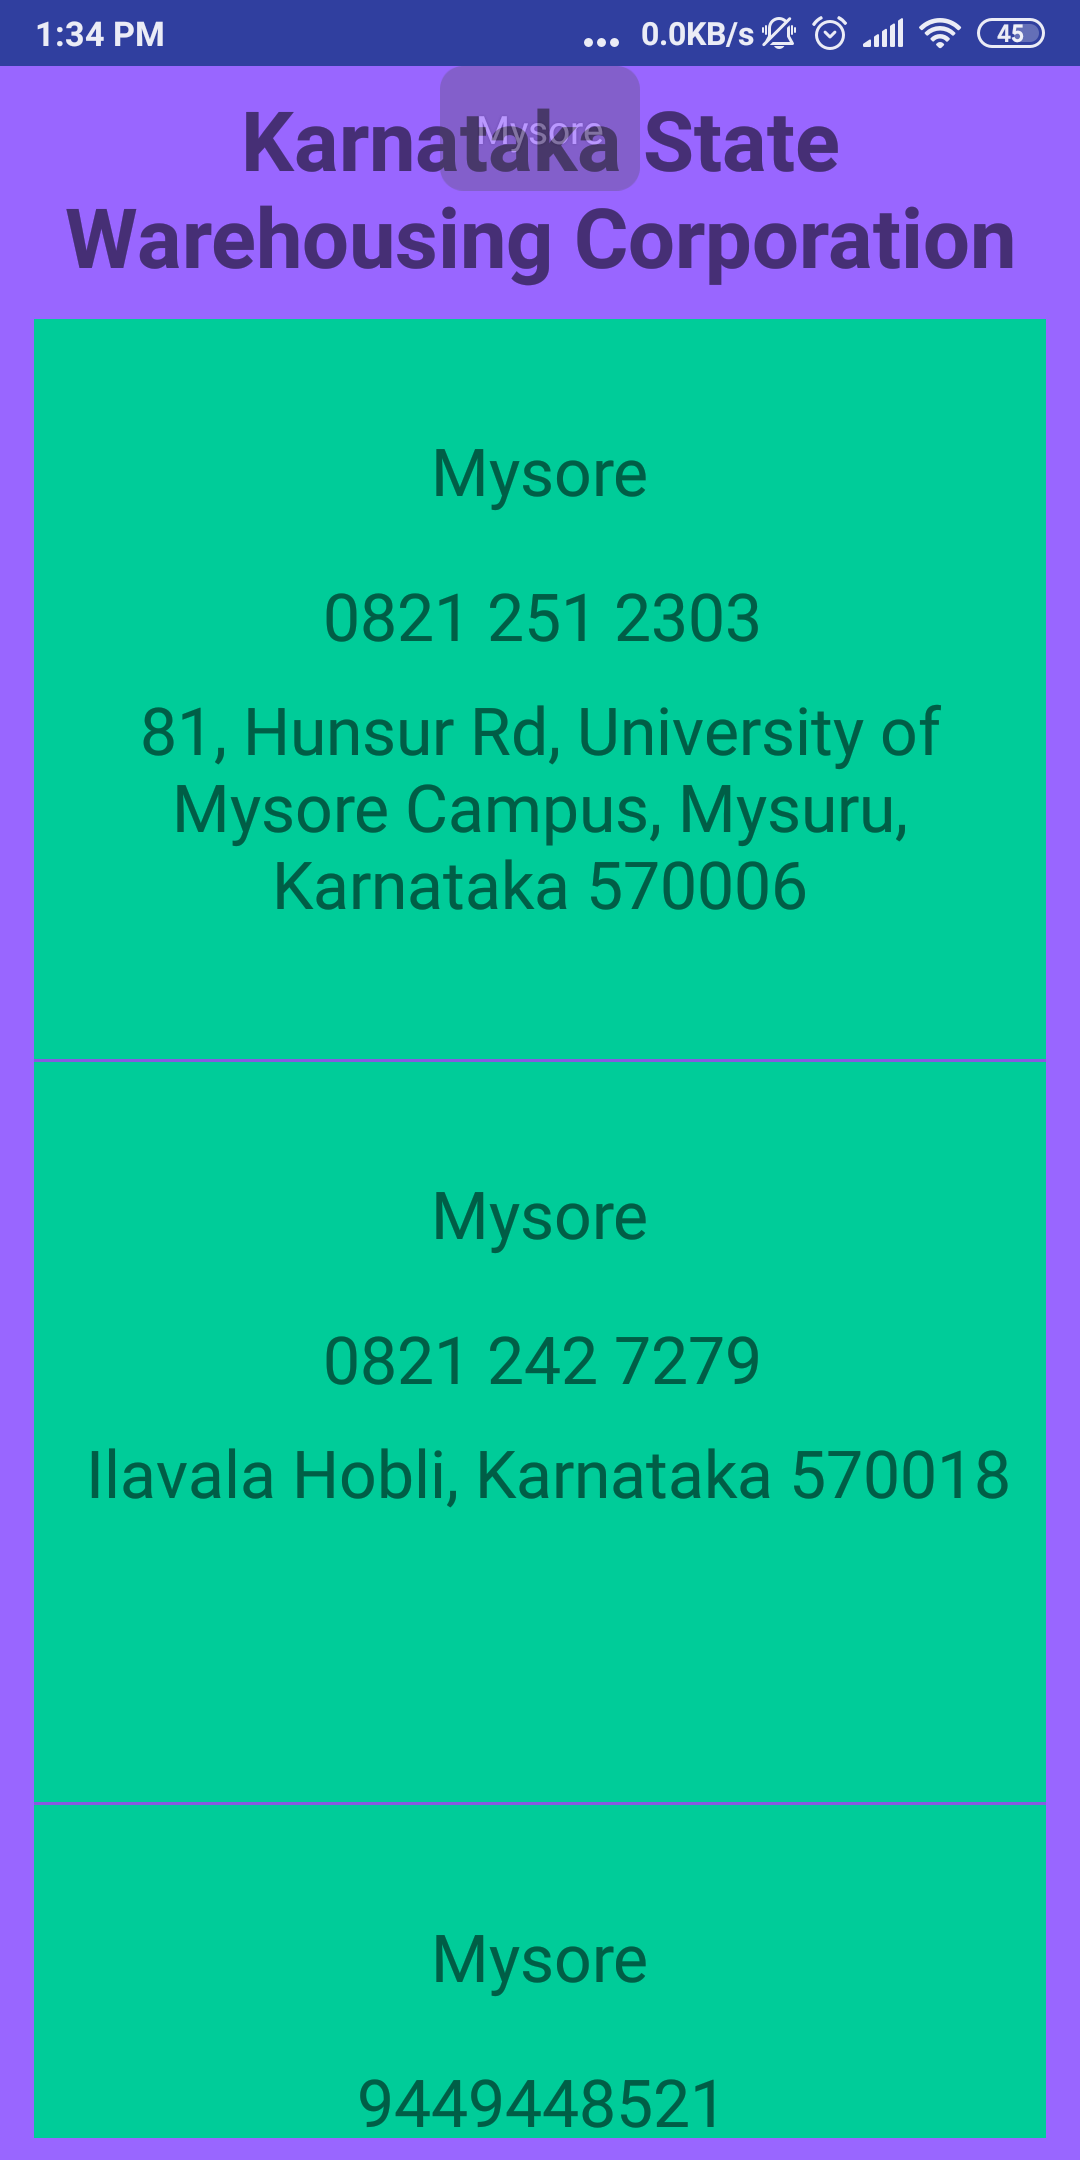 1:34 PM ... 0.0KB/s 45
Mysore
Karnataka State
Warehousing Corporation
Mysore
0821 251 2303
81, Hunsur Rd, University of
Mysore Campus, Mysuru,
Karnataka 570006
Mysore
0821 242 7279
Ilavala Hobli, Karnataka 570018
Mysore
9449448521